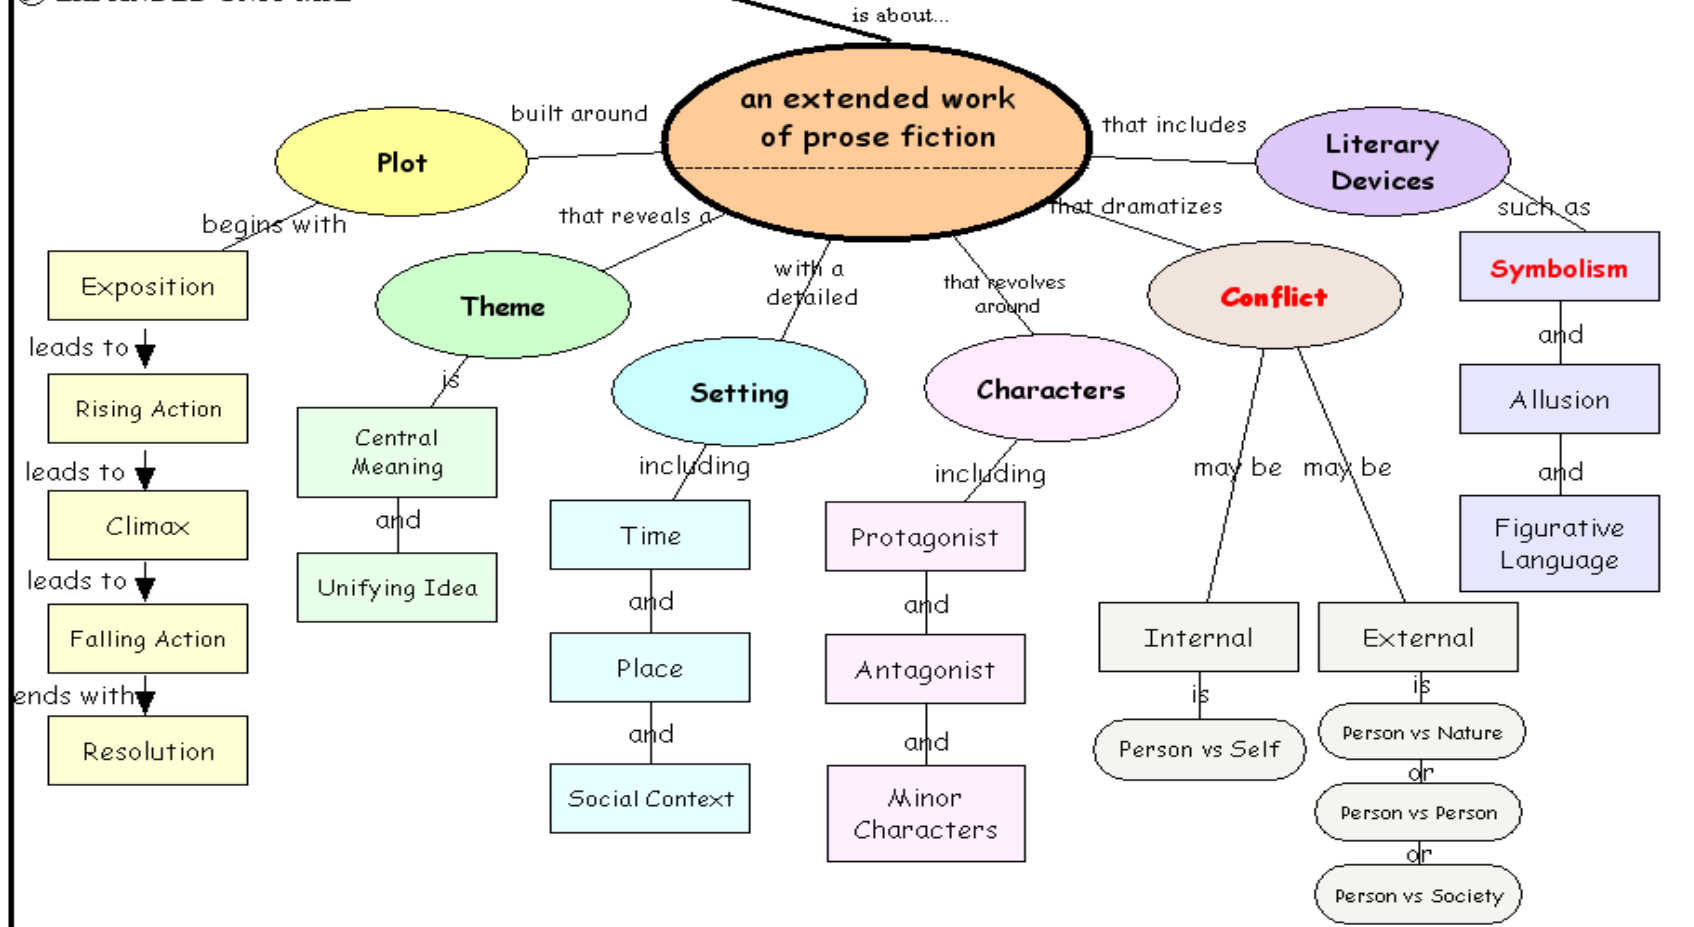 is about...
an extended work
of prose fiction
built around
Plot
begins with
Exposition
leads to
Rising Action
leads to
Climax
leads to
Falling Action
ends with
Resolution
that reveals a
Theme
is
Central
Meaning
and
Unifying Idea
with a
detailed
Setting
including
Time
and
Place
and
Social Context
that revolves
around
Characters
including
Protagonist
and
Antagonist
and
Minor
Characters
that dramatizes
Conflict
may be
may be
Internal
is
Person vs Self
External
is
Person vs Nature
or
Person vs Person
or
Person vs Society
that includes
Literary
Devices
such as
Symbolism
and
Allusion
and
Figurative
Language